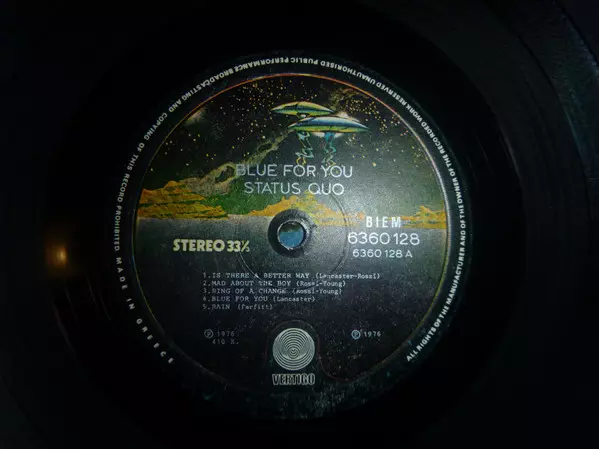 ALL RIGHTS OF THE MANUFACTURER AND OF THE OWNER OF THE RECORDED WORK RESERVED UNAUTHORISED PUBLIC PERFORMANCE BROADCASTING AND COPYING OF THIS RECORD PROHIBITED MADE IN GREECE
BLUE FOR YOU
STATUS QUO
BIEM
STEREO 33⅓
6360128
6360 128 A
1.IS THERE A BETTER WAY (Lancaster-Rossi)
2.MAD ABOUT THE BOY (Rossi-Young)
3.RING OF A CHANGE (Rossi-Young)
4.BLUE FOR YOU (Lancaster)
5.RAIN (Parfitt)
Ⓟ 1976
410 X.
Ⓟ 1976
VERTIGO